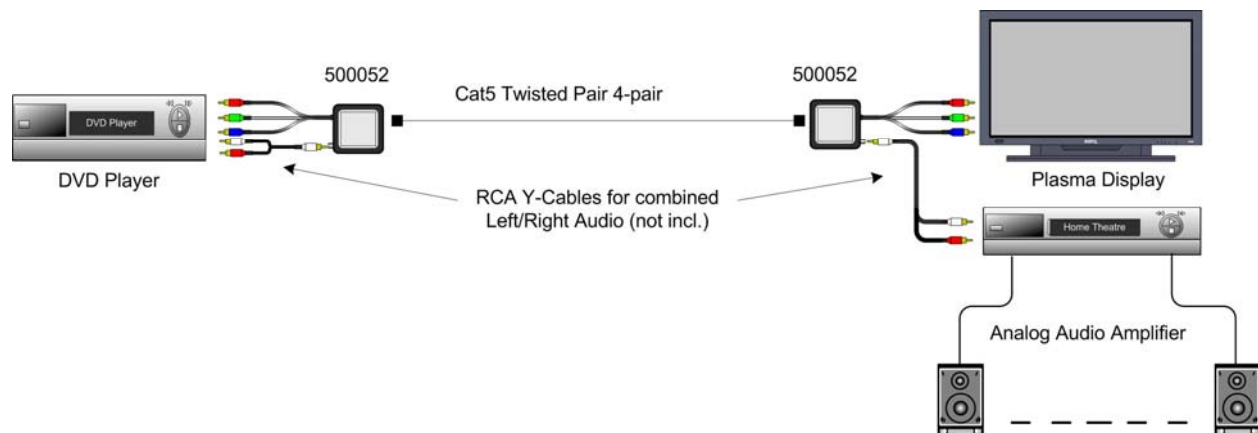 500052
500052
Cat5 Twisted Pair 4-pair
DVD Player
DVD Player
Plasma Display
RCA Y-Cables for combined
Left/Right Audio (not incl.)
Home Theatre
Analog Audio Amplifier